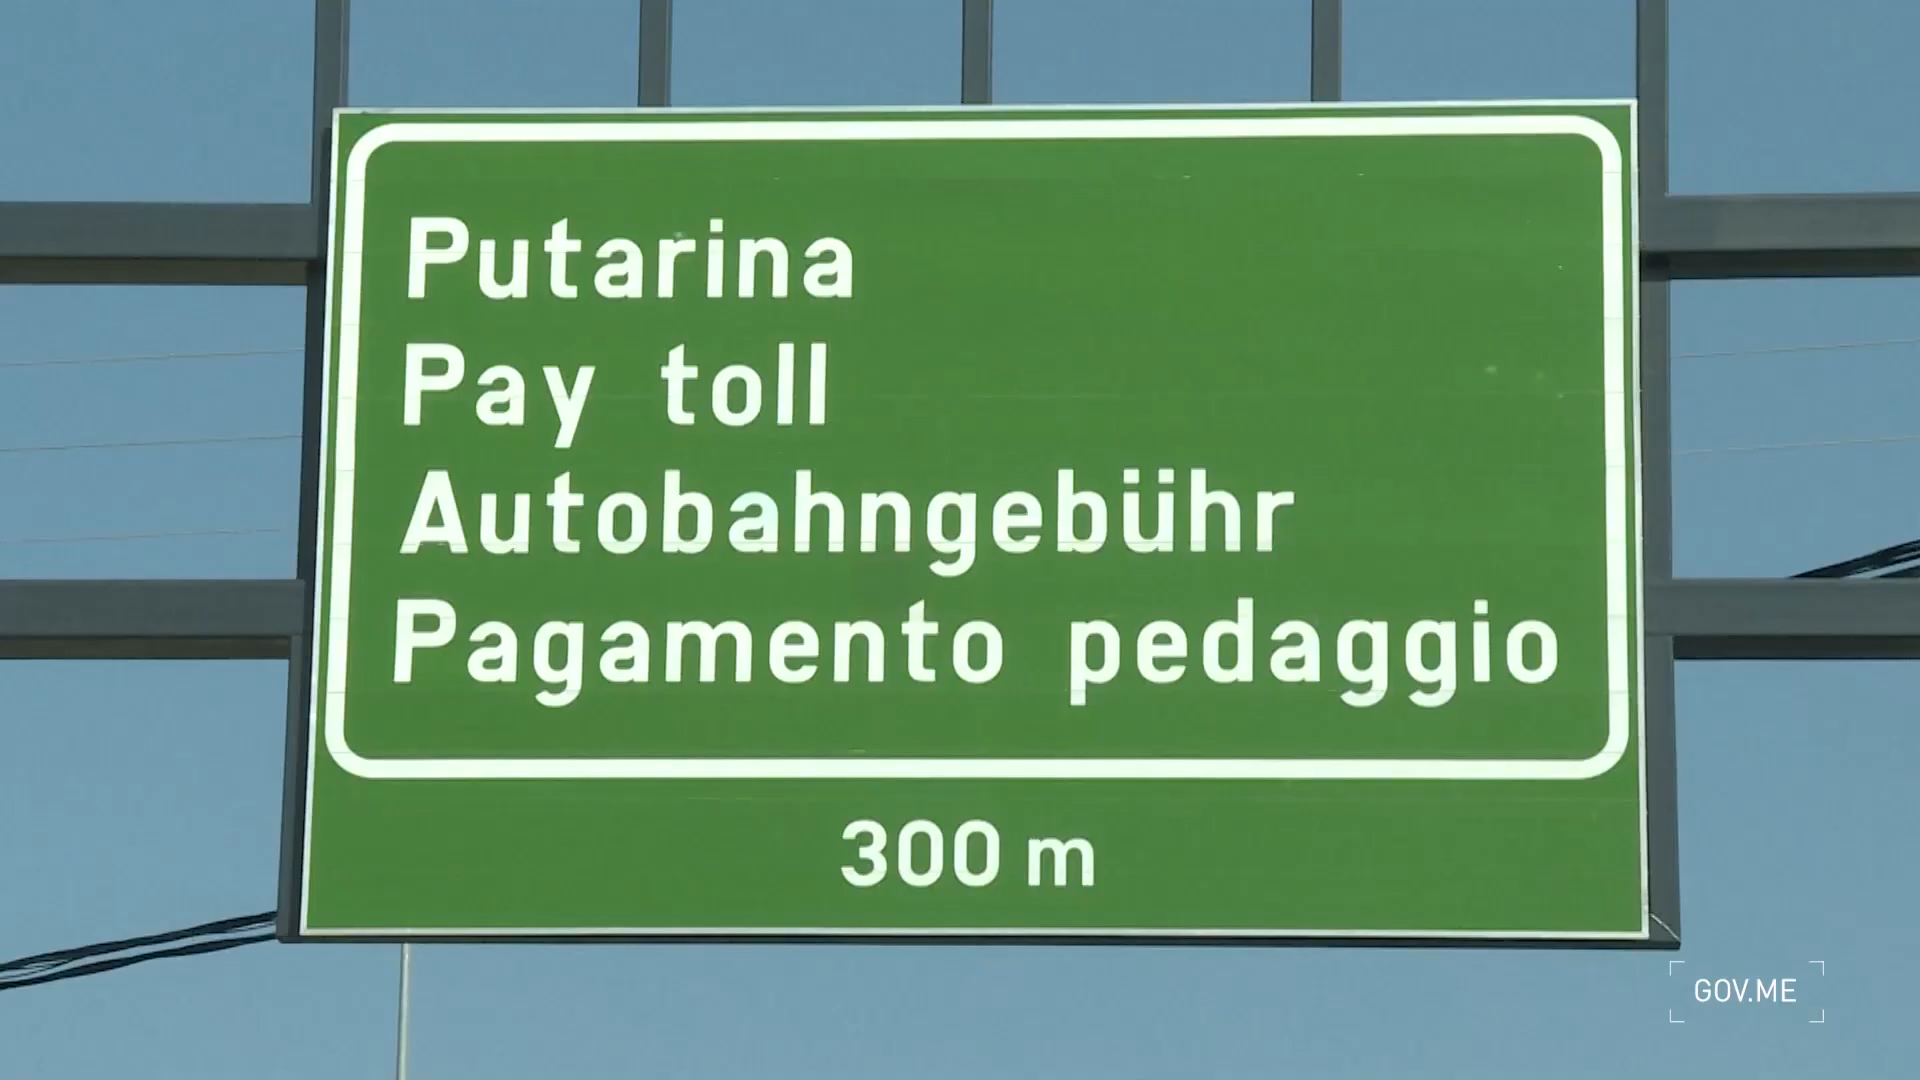 Putarina
Pay toll
Autobahngebühr
Pagamento pedaggio
300 m
GOV.ME